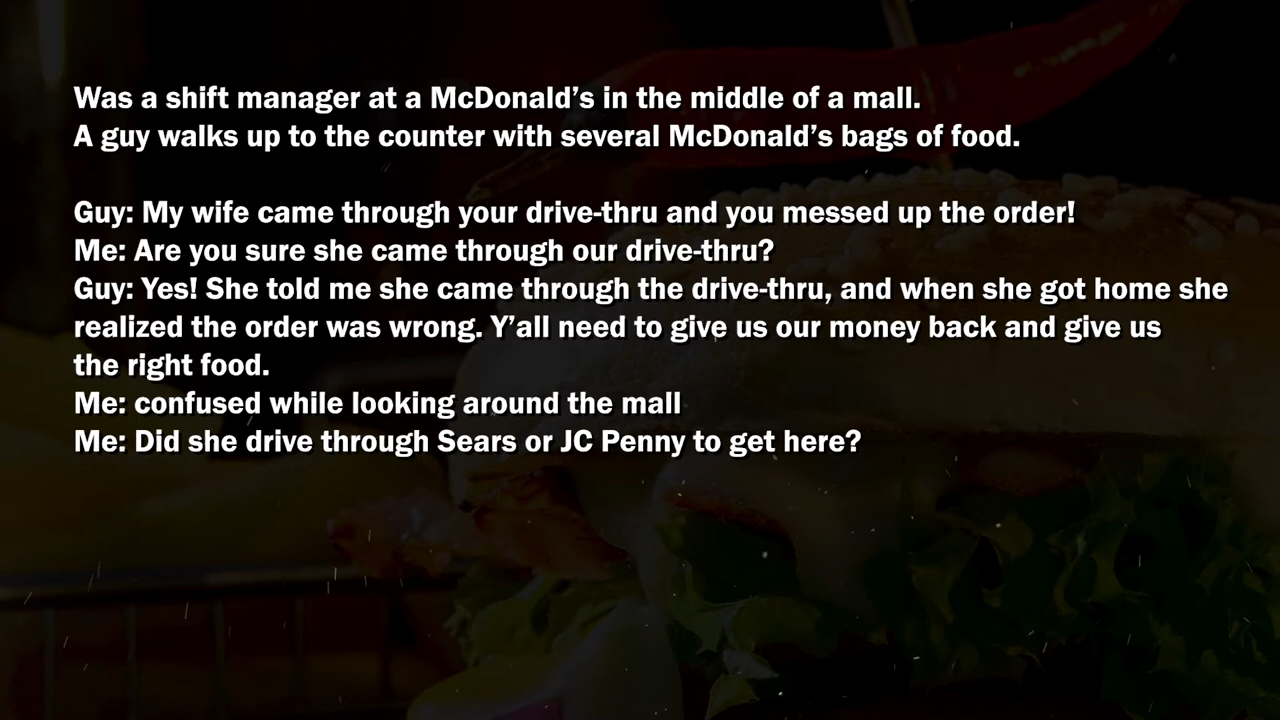 Was a shift manager at a McDonald’s in the middle of a mall.
A guy walks up to the counter with several McDonald’s bags of food.
Guy: My wife came through your drive-thru and you messed up the order!
Me: Are you sure she came through our drive-thru?
Guy: Yes! She told me she came through the drive-thru, and when she got home she
realized the order was wrong. Y’all need to give us our money back and give us
the right food.
Me: confused while looking around the mall
Me: Did she drive through Sears or JC Penny to get here?